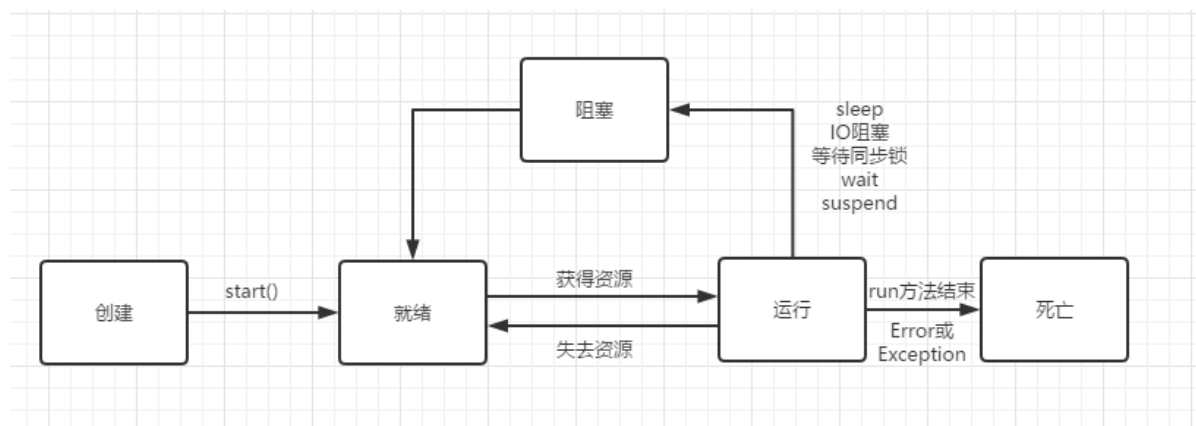 阻塞
sleep
IO阻塞
等待同步锁
wait
suspend
创建
start()
就绪
获得资源
失去资源
运行
run方法结束
Error或
Exception
死亡